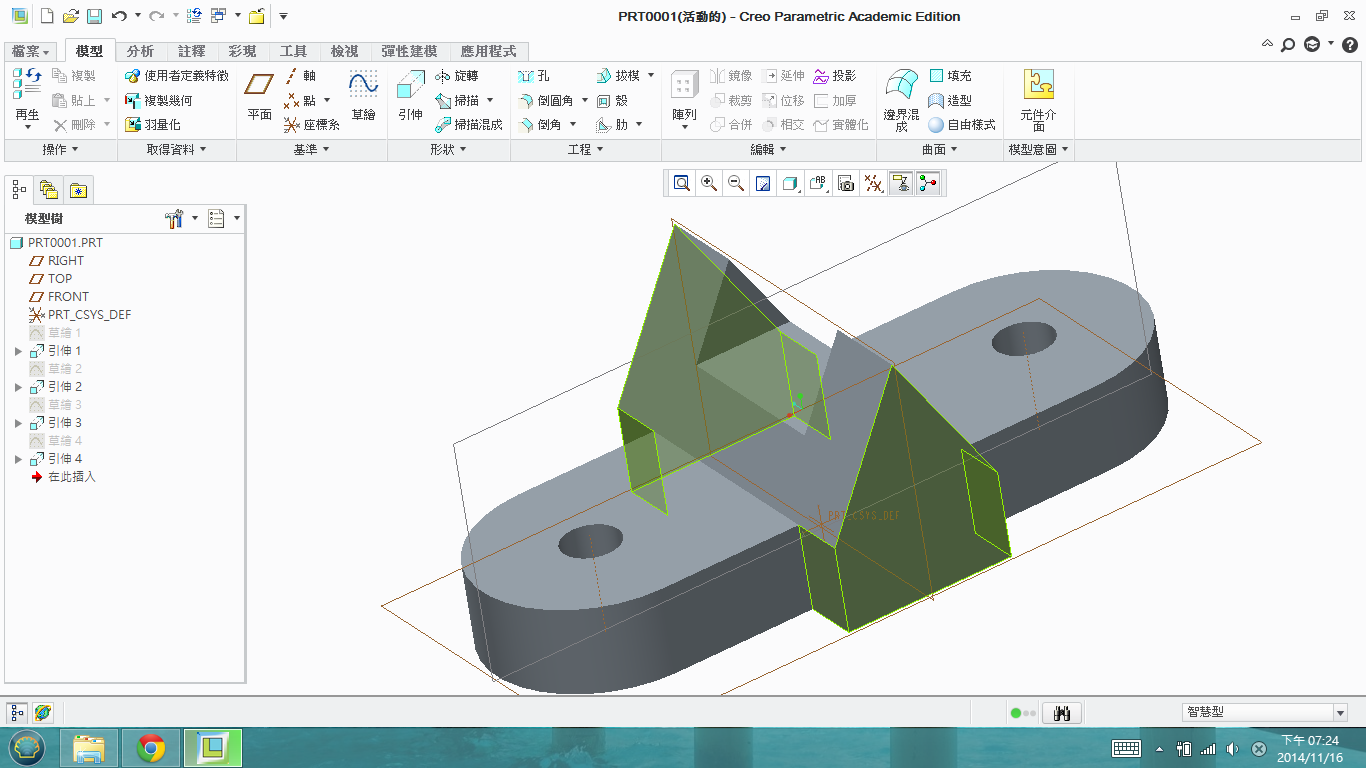 PRT0001(活動的) - Creo Parametric Academic Edition
檔案 模型 分析 註釋 彩現 工具 檢視 彈性建模 應用程式
再生
複製
貼上
刪除
操作
使用者定義特徵
複製幾何
羽量化
取得資料
平面
軸
點
座標系
草繪
基準
引伸
旋轉
掃描
掃描混成
形狀
孔
倒圓角
倒角
拔模
殼
肋
工程
陣列
鏡像
裁剪
合併
延伸
位移
相交
投影
加厚
實體化
編輯
邊界混
成
填充
造型
自由樣式
曲面
元件介
面
模型意圖
模型樹
PRT0001.PRT
RIGHT
TOP
FRONT
PRT_CSYS_DEF
草繪 1
引伸 1
草繪 2
引伸 2
草繪 3
引伸 3
草繪 4
引伸 4
在此插入
PRT_CSYS_DEF
智慧型
下午 07:24
2014/11/16